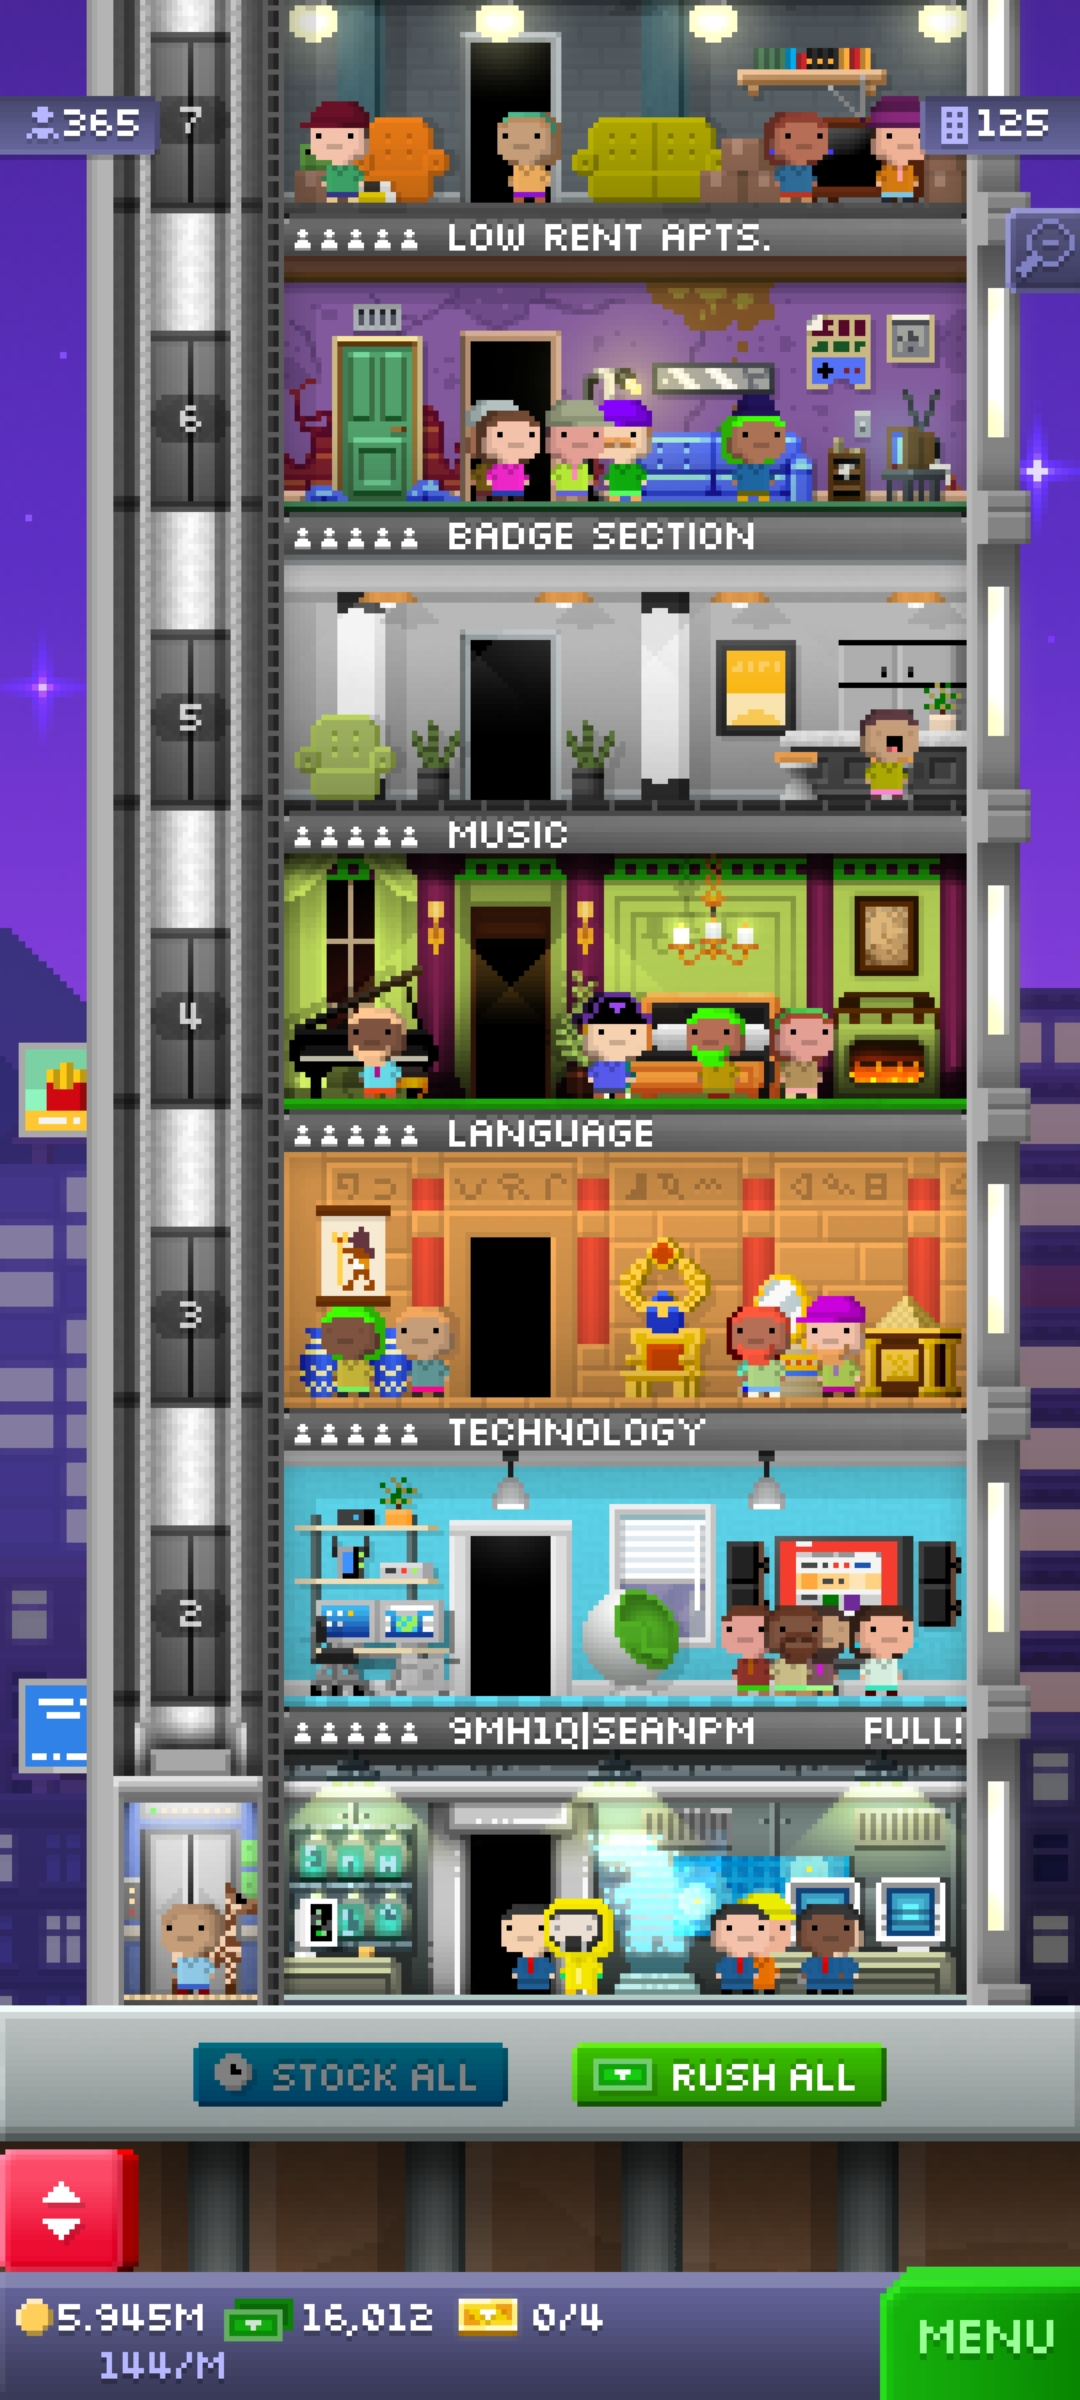 365
7
125
LOW RENT APTS.
6
BADGE SECTION
5
MUSIC
4
LANGUAGE
3
TECHNOLOGY
2
9MH1Q|SEANPM FULL!
STOCK ALL
RUSH ALL
5.945M
16,012
0/4
144/M
MENU